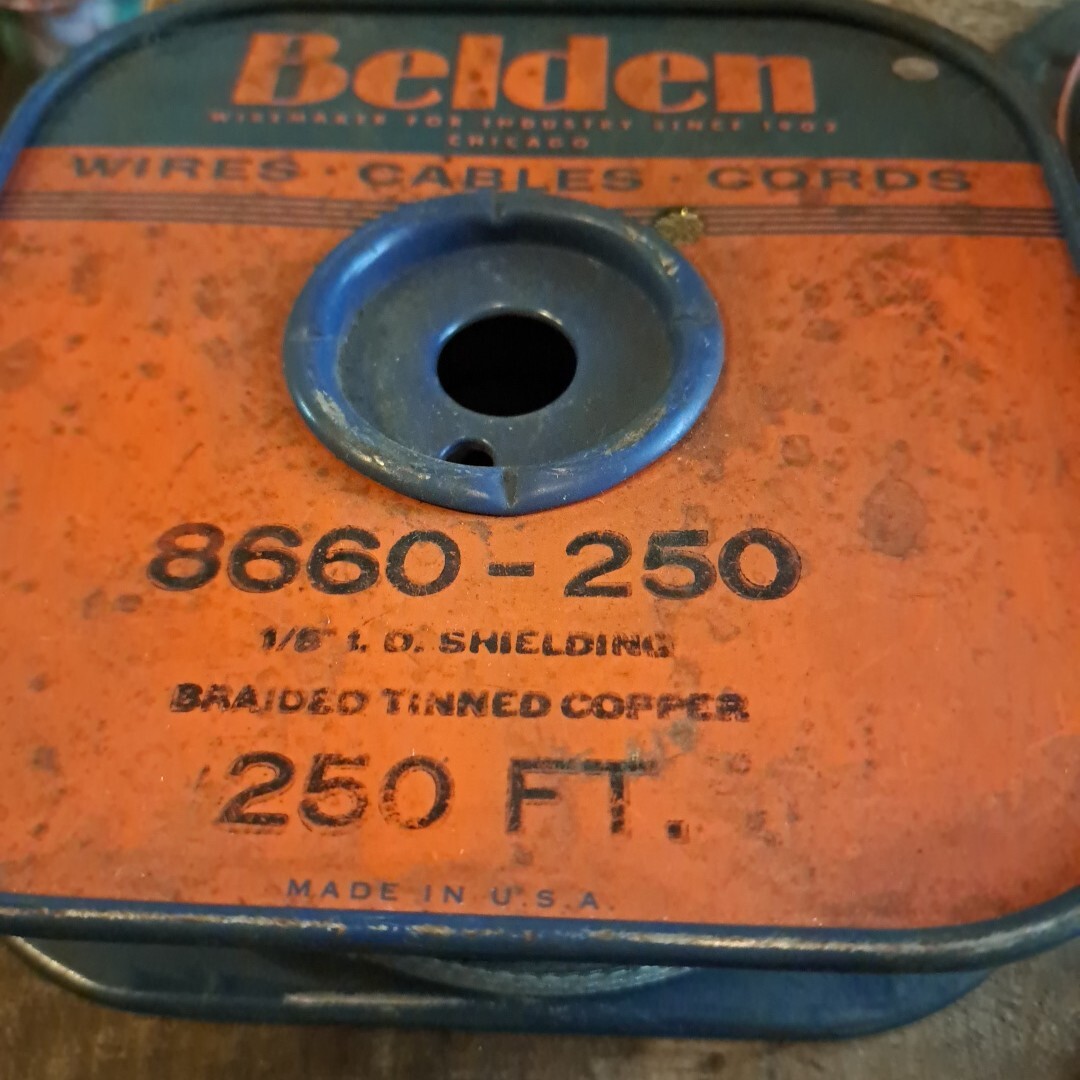 Belden
WIREMAKER FOR INDUSTRY SINCE 1902
CHICAGO
WIRES · CABLES · CORDS
8660-250
1/8" I. D. SHIELDING
BRAIDED TINNED COPPER
250 FT.
MADE IN U.S.A.